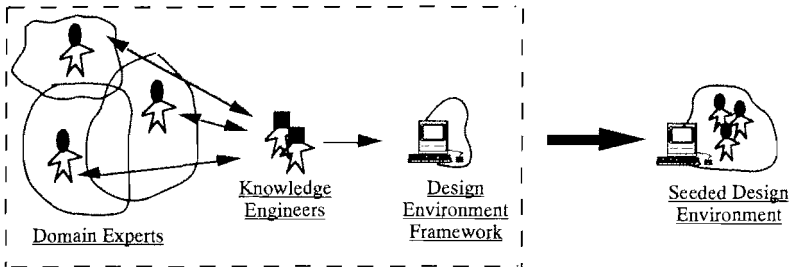 Domain Experts
Knowledge
Engineers
Design
Environment
Framework
Seeded Design
Environment